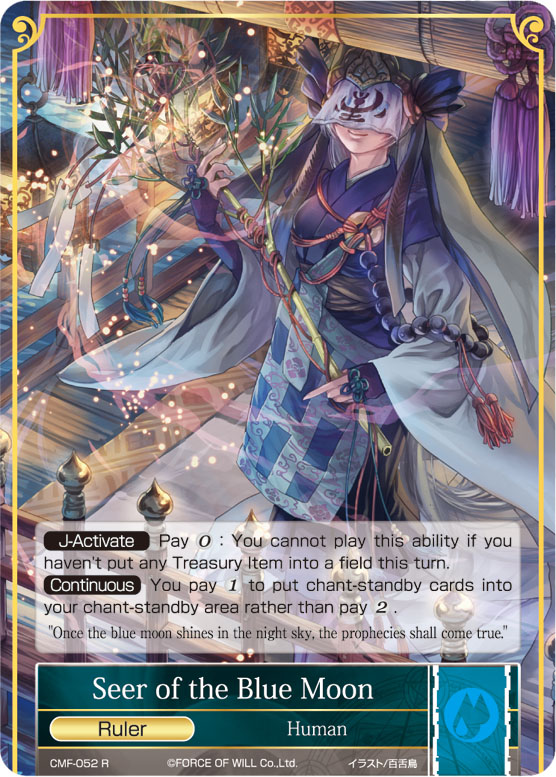 J-Activate Pay 0 : You cannot play this ability if you
haven't put any Treasury Item into a field this turn.
Continuous You pay 1 to put chant-standby cards into
your chant-standby area rather than pay 2 .
"Once the blue moon shines in the night sky, the prophecies shall come true."
Seer of the Blue Moon
Ruler Human
CMF-052 R ©FORCE OF WILL Co.,Ltd. イラスト/百舌鳥